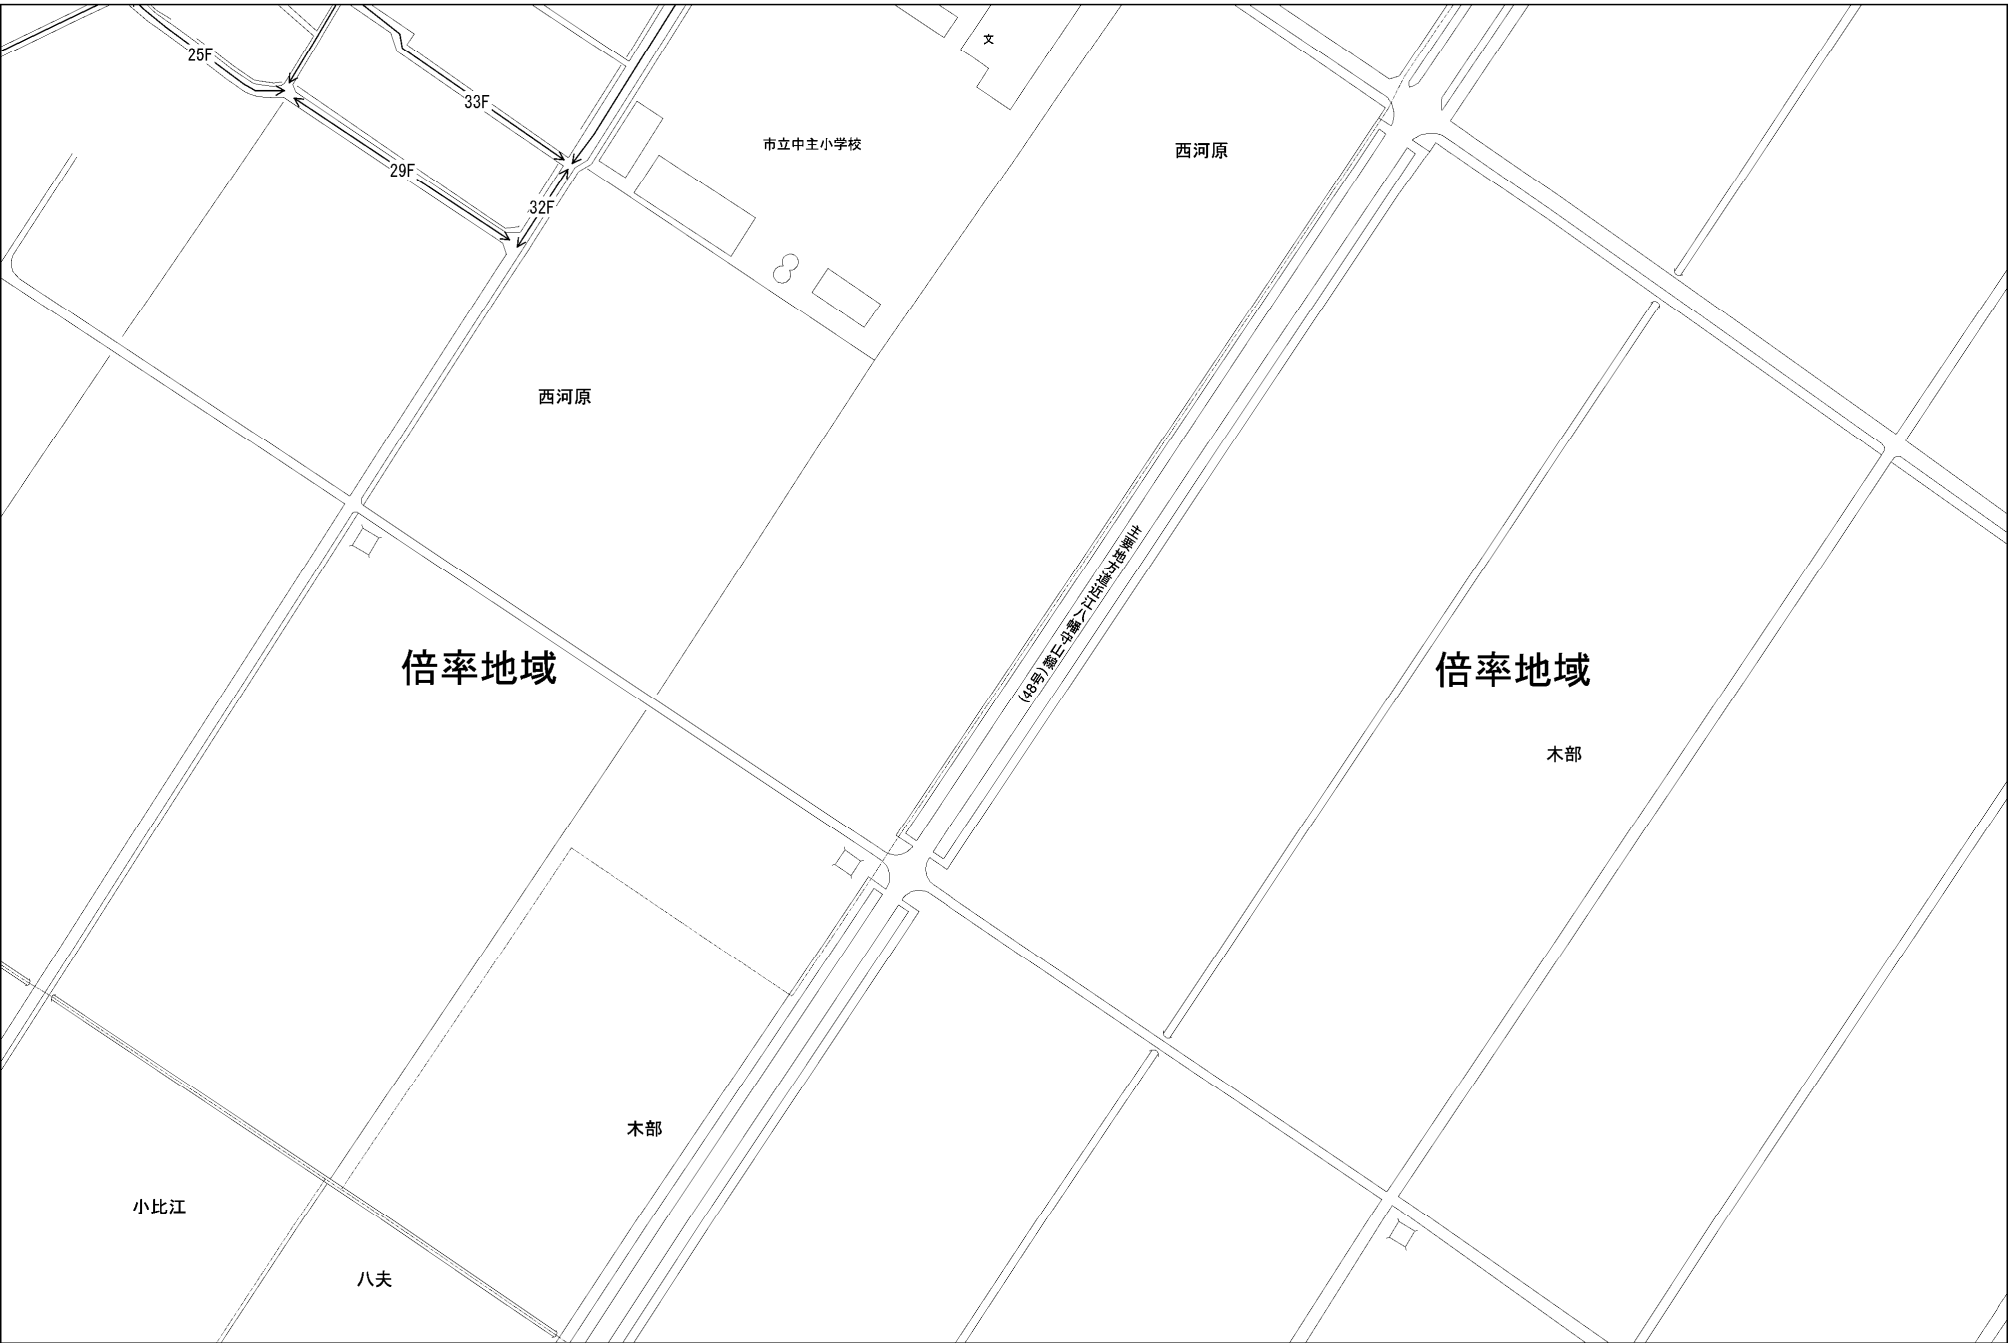 25F
文
33F
市立中主小学校
西河原
29F
32F
西河原
主要地方道近江八幡守山線
(48号)
倍率地域
倍率地域
木部
木部
小比江
八夫